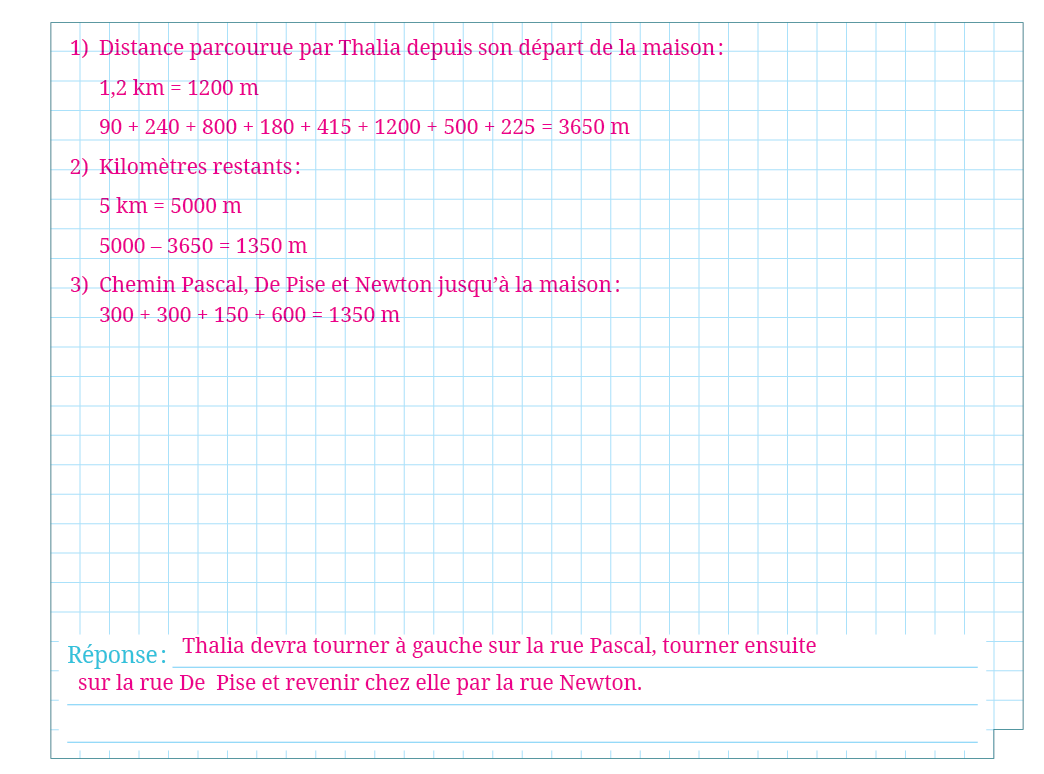 1) Distance parcourue par Thalia depuis son départ de la maison :
1,2 km = 1200 m
90 + 240 + 800 + 180 + 415 + 1200 + 500 + 225 = 3650 m
2) Kilomètres restants :
5 km = 5000 m
5000 – 3650 = 1350 m
3) Chemin Pascal, De Pise et Newton jusqu’à la maison :
300 + 300 + 150 + 600 = 1350 m
Réponse : Thalia devra tourner à gauche sur la rue Pascal, tourner ensuite
sur la rue De Pise et revenir chez elle par la rue Newton.